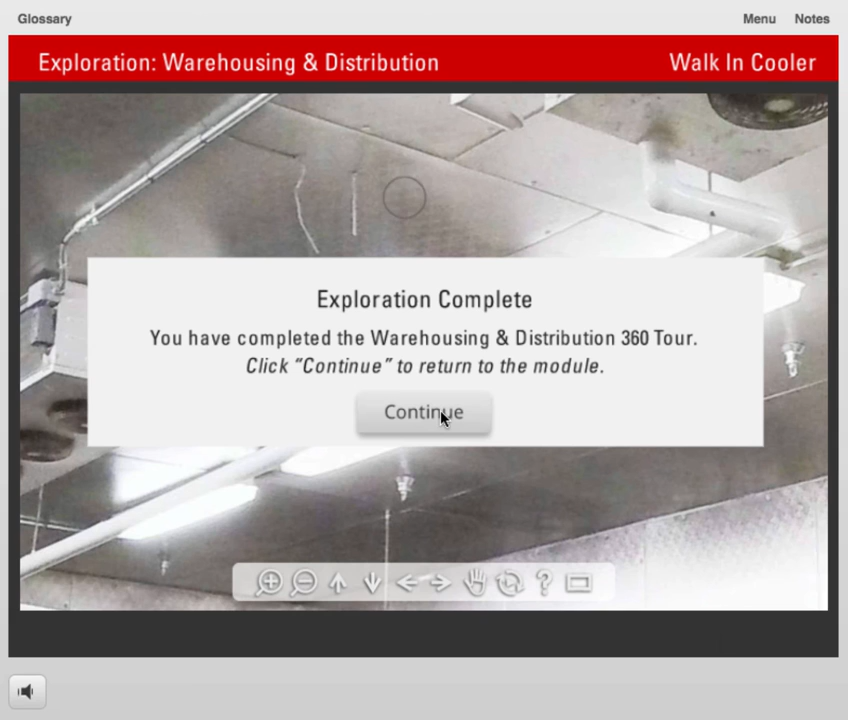 Glossary
Menu Notes
Exploration: Warehousing & Distribution
Walk In Cooler
Exploration Complete
You have completed the Warehousing & Distribution 360 Tour.
Click “Continue” to return to the module.
Continue